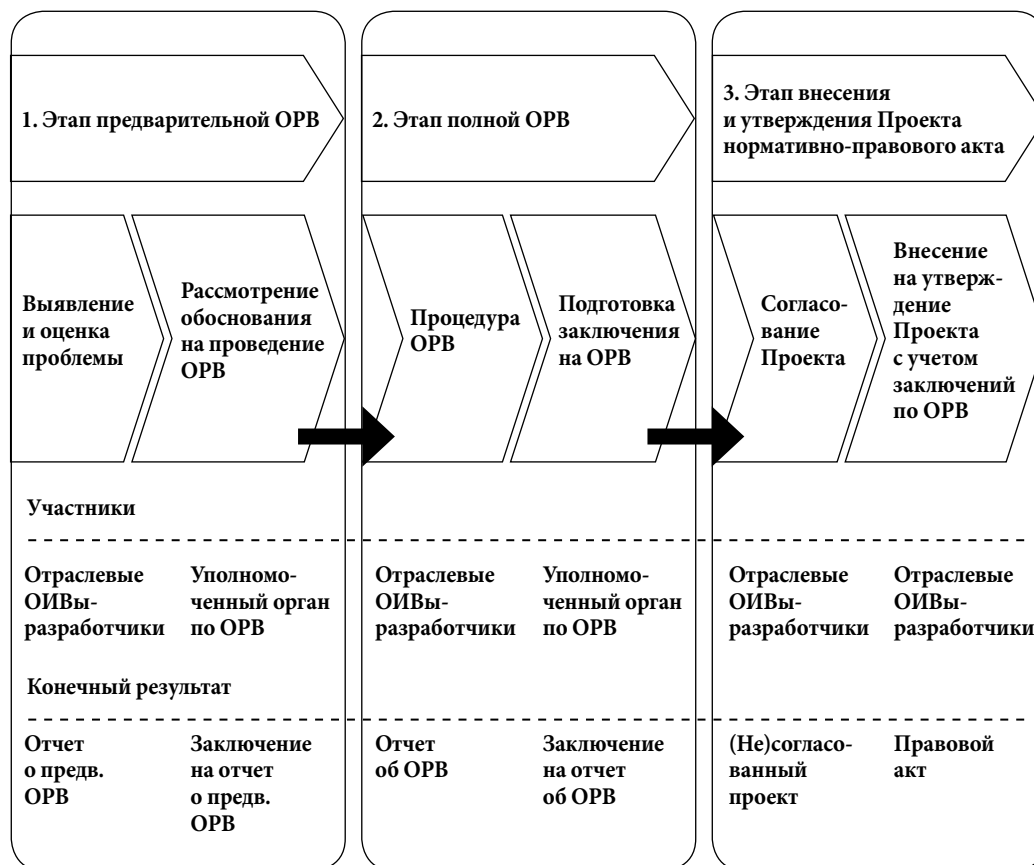 1. Этап предварительной ОРВ
2. Этап полной ОРВ
3. Этап внесения
и утверждения Проекта
нормативно-правового акта
Выявление
и оценка
проблемы
Рассмотрение
обоснования
на проведение
ОРВ
Процедура
ОРВ
Подготовка
заключения
на ОРВ
Согласо-
вание
Проекта
Внесение
на утверж-
дение
Проекта
с учетом
заключений
по ОРВ
Участники
Отраслевые
ОИВы-
разработчики
Уполномо-
ченный орган
по ОРВ
Отраслевые
ОИВы-
разработчики
Уполномо-
ченный орган
по ОРВ
Отраслевые
ОИВы-
разработчики
Отраслевые
ОИВы-
разработчики
Конечный результат
Отчет
о предв.
ОРВ
Заключение
на отчет
о предв.
ОРВ
Отчет
об ОРВ
Заключение
на отчет
об ОРВ
(Не)согласо-
ванный
проект
Правовой
акт